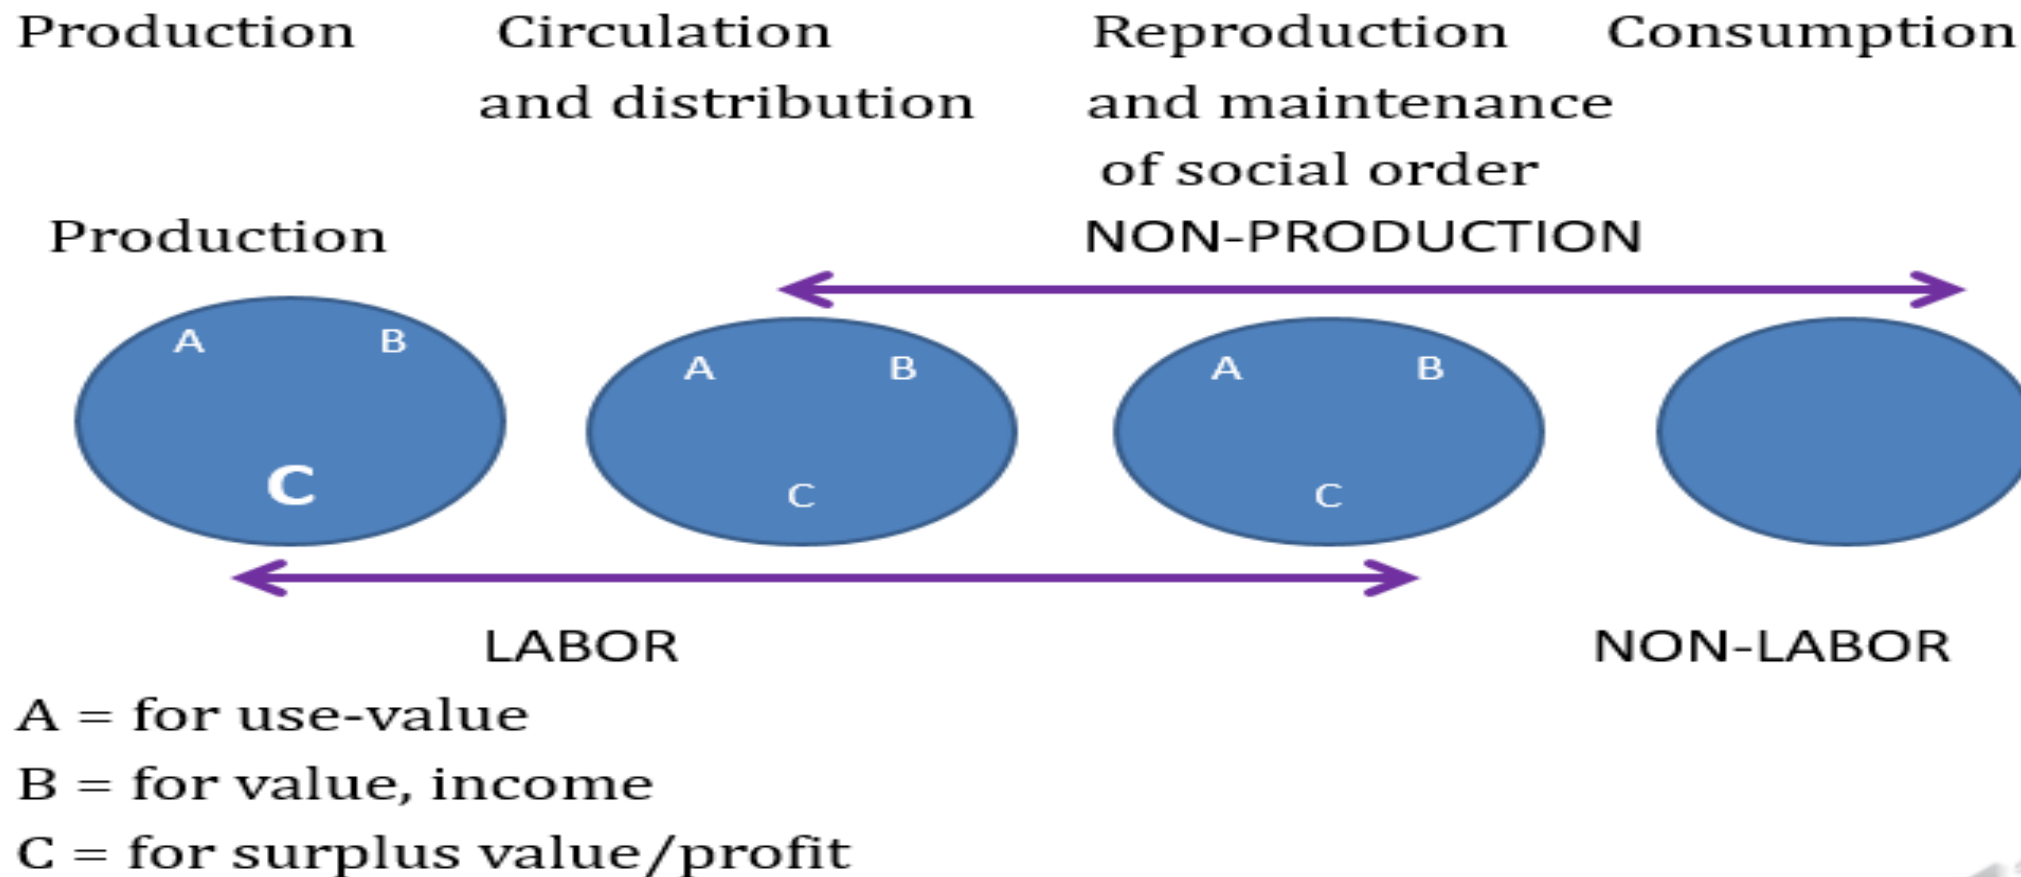 Production Circulation Reproduction Consumption
and distribution and maintenance
of social order
Production NON-PRODUCTION
A B A B A B
C C C
LABOR NON-LABOR
A = for use-value
B = for value, income
C = for surplus value/profit